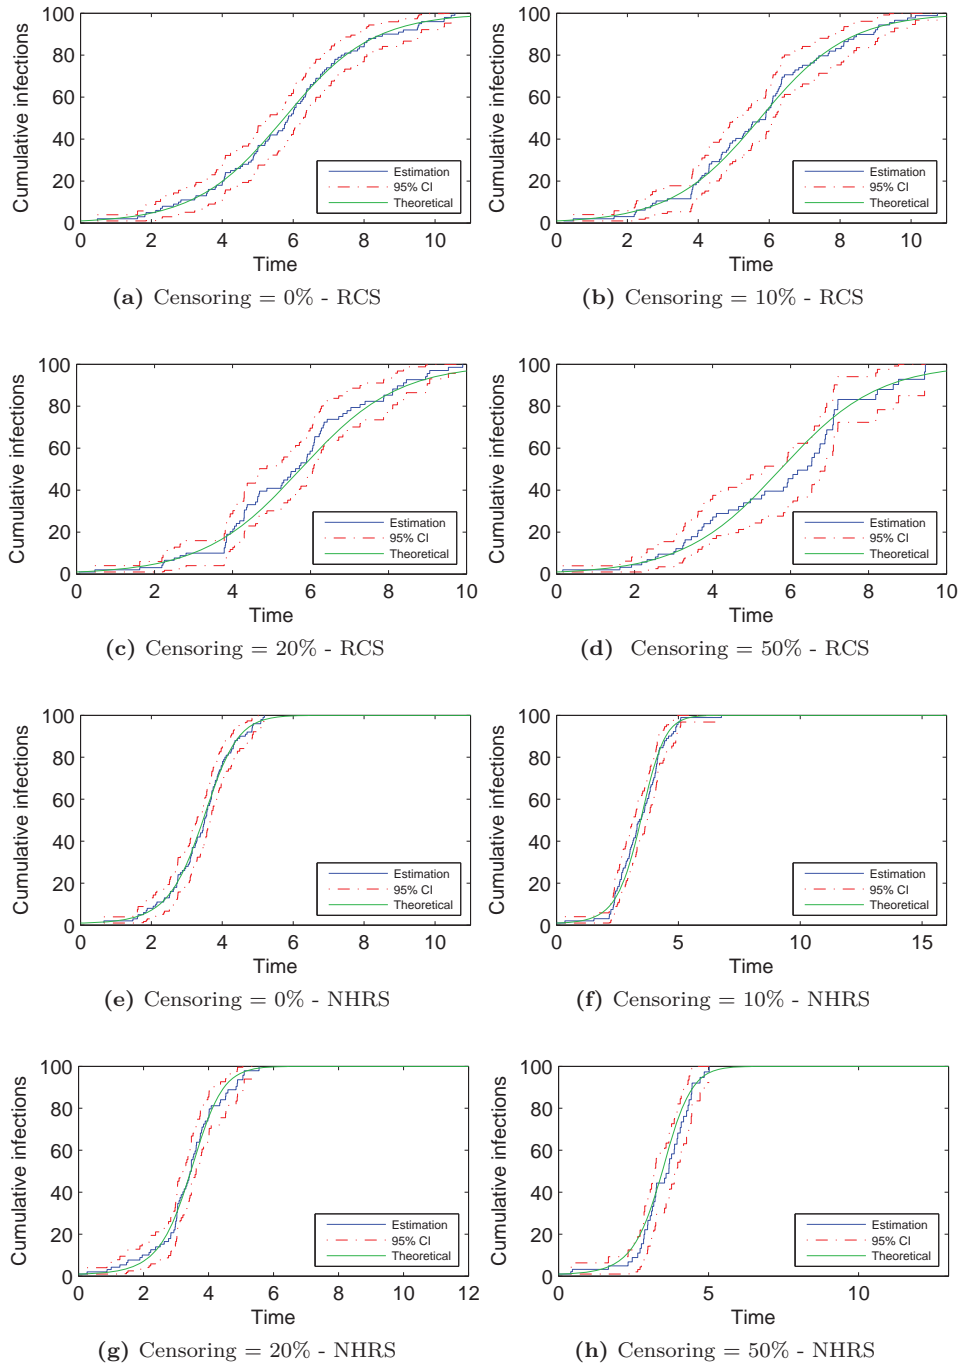 100
80
60
40
20
0
Cumulative infections
0 2 4 6 8 10
Time
Estimation
95% CI
Theoretical
(a) Censoring = 0% - RCS
100
80
60
40
20
0
Cumulative infections
0 2 4 6 8 10
Time
Estimation
95% CI
Theoretical
(b) Censoring = 10% - RCS
100
80
60
40
20
0
Cumulative infections
0 2 4 6 8 10
Time
Estimation
95% CI
Theoretical
(c) Censoring = 20% - RCS
100
80
60
40
20
0
Cumulative infections
0 2 4 6 8 10
Time
Estimation
95% CI
Theoretical
(d) Censoring = 50% - RCS
100
80
60
40
20
0
Cumulative infections
0 2 4 6 8 10
Time
Estimation
95% CI
Theoretical
(e) Censoring = 0% - NHRS
100
80
60
40
20
0
Cumulative infections
0 5 10 15
Time
Estimation
95% CI
Theoretical
(f) Censoring = 10% - NHRS
100
80
60
40
20
0
Cumulative infections
0 2 4 6 8 10 12
Time
Estimation
95% CI
Theoretical
(g) Censoring = 20% - NHRS
100
80
60
40
20
0
Cumulative infections
0 5 10
Time
Estimation
95% CI
Theoretical
(h) Censoring = 50% - NHRS